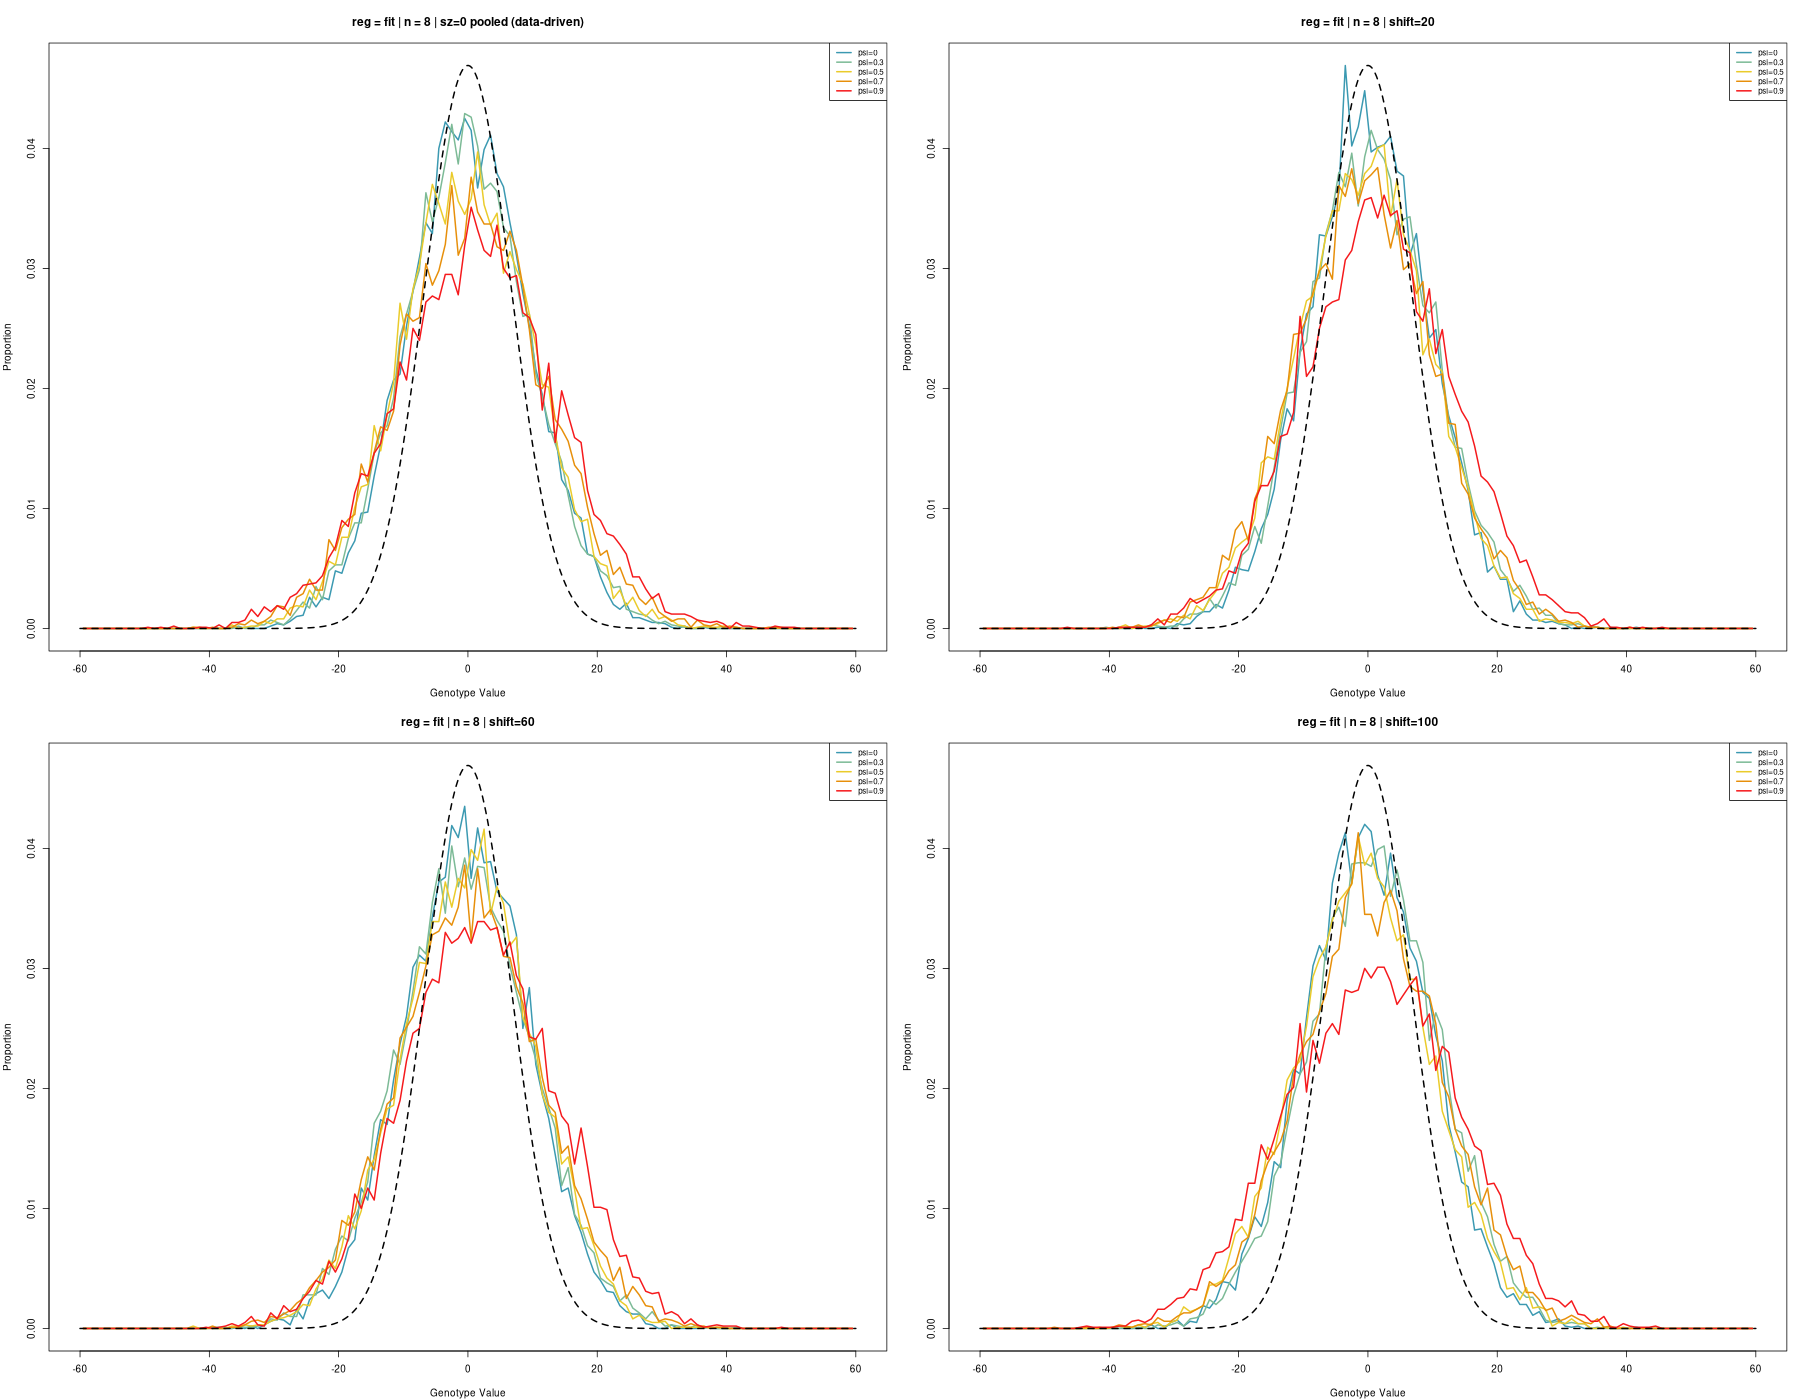 reg = fit | n = 8 | sz=0 pooled (data-driven)
psi=0
psi=0.3
psi=0.5
psi=0.7
psi=0.9
Proportion
0.04
0.03
0.02
0.01
0.00
-60 -40 -20 0 20 40 60
Genotype Value
reg = fit | n = 8 | shift=20
psi=0
psi=0.3
psi=0.5
psi=0.7
psi=0.9
Proportion
0.04
0.03
0.02
0.01
0.00
-60 -40 -20 0 20 40 60
Genotype Value
reg = fit | n = 8 | shift=60
psi=0
psi=0.3
psi=0.5
psi=0.7
psi=0.9
Proportion
0.04
0.03
0.02
0.01
0.00
-60 -40 -20 0 20 40 60
Genotype Value
reg = fit | n = 8 | shift=100
psi=0
psi=0.3
psi=0.5
psi=0.7
psi=0.9
Proportion
0.04
0.03
0.02
0.01
0.00
-60 -40 -20 0 20 40 60
Genotype Value